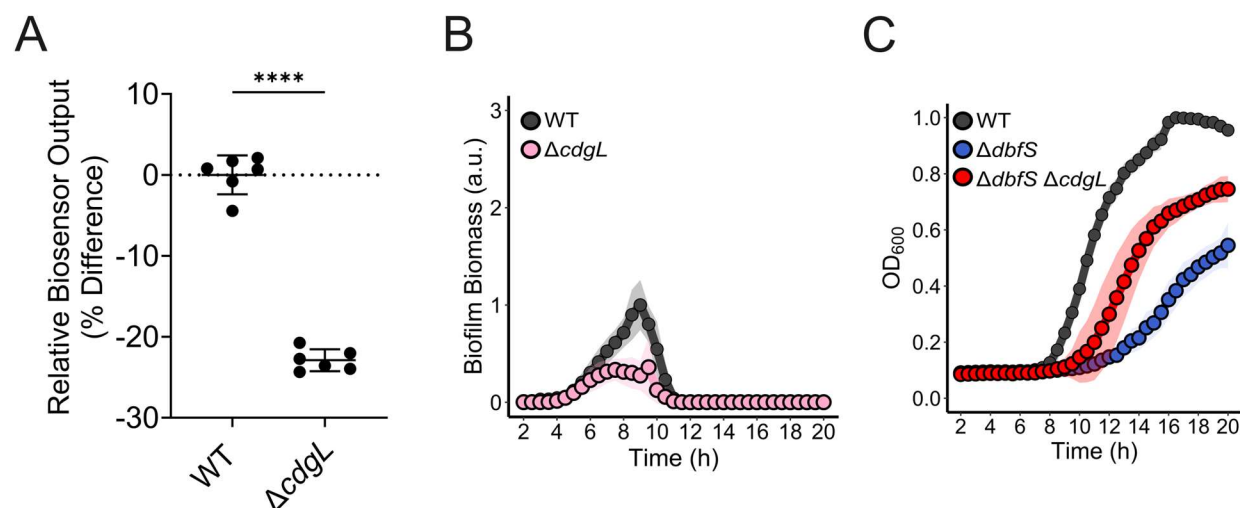 A
Relative Biosensor Output
(% Difference)
****
10
0
-10
-20
-30
WT
ΔcdgL
B
Biofilm Biomass (a.u.)
3
2
1
0
WT
ΔcdgL
2 4 6 8 10 12 14 16 18 20
Time (h)
C
OD600
1.0
0.8
0.6
0.4
0.2
0.0
WT
ΔdbfS
ΔdbfS ΔcdgL
2 4 6 8 10 12 14 16 18 20
Time (h)